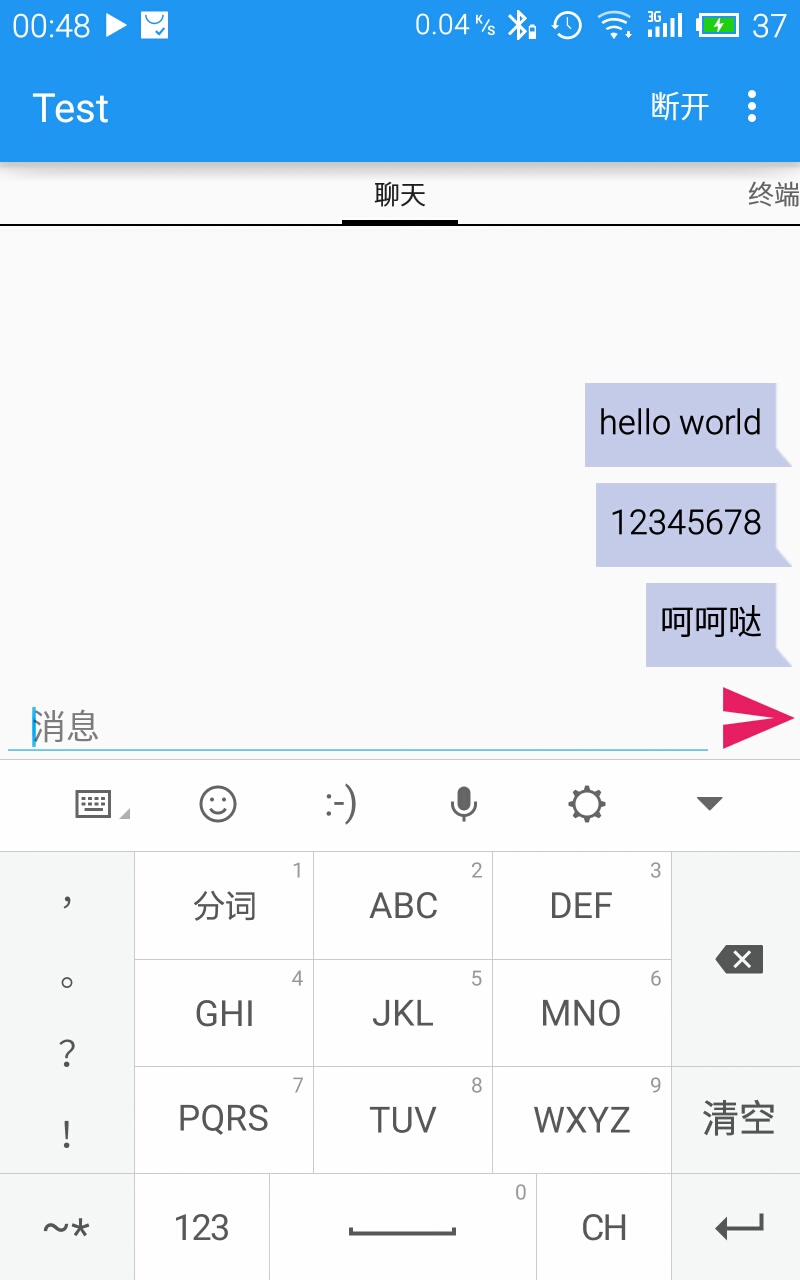 00:48 0.04 K/s 3G 37
Test 断开
聊天 终端
hello world
12345678
呵呵哒
消息
:-)
， 分词 1 ABC 2 DEF 3
。 GHI 4 JKL 5 MNO 6
？ PQRS 7 TUV 8 WXYZ 9 清空
！
~* 123 0 CH